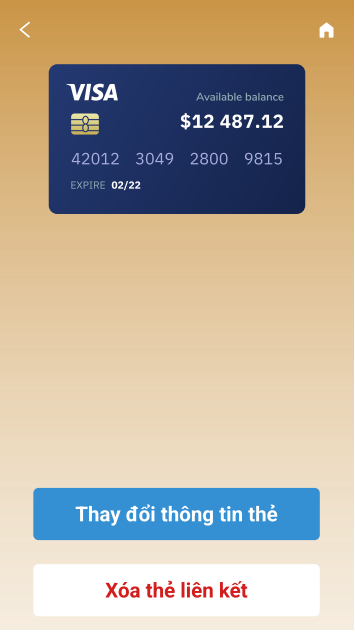 VISA
Available balance
$12 487.12
42012 3049 2800 9815
EXPIRE 02/22
Thay đổi thông tin thẻ
Xóa thẻ liên kết